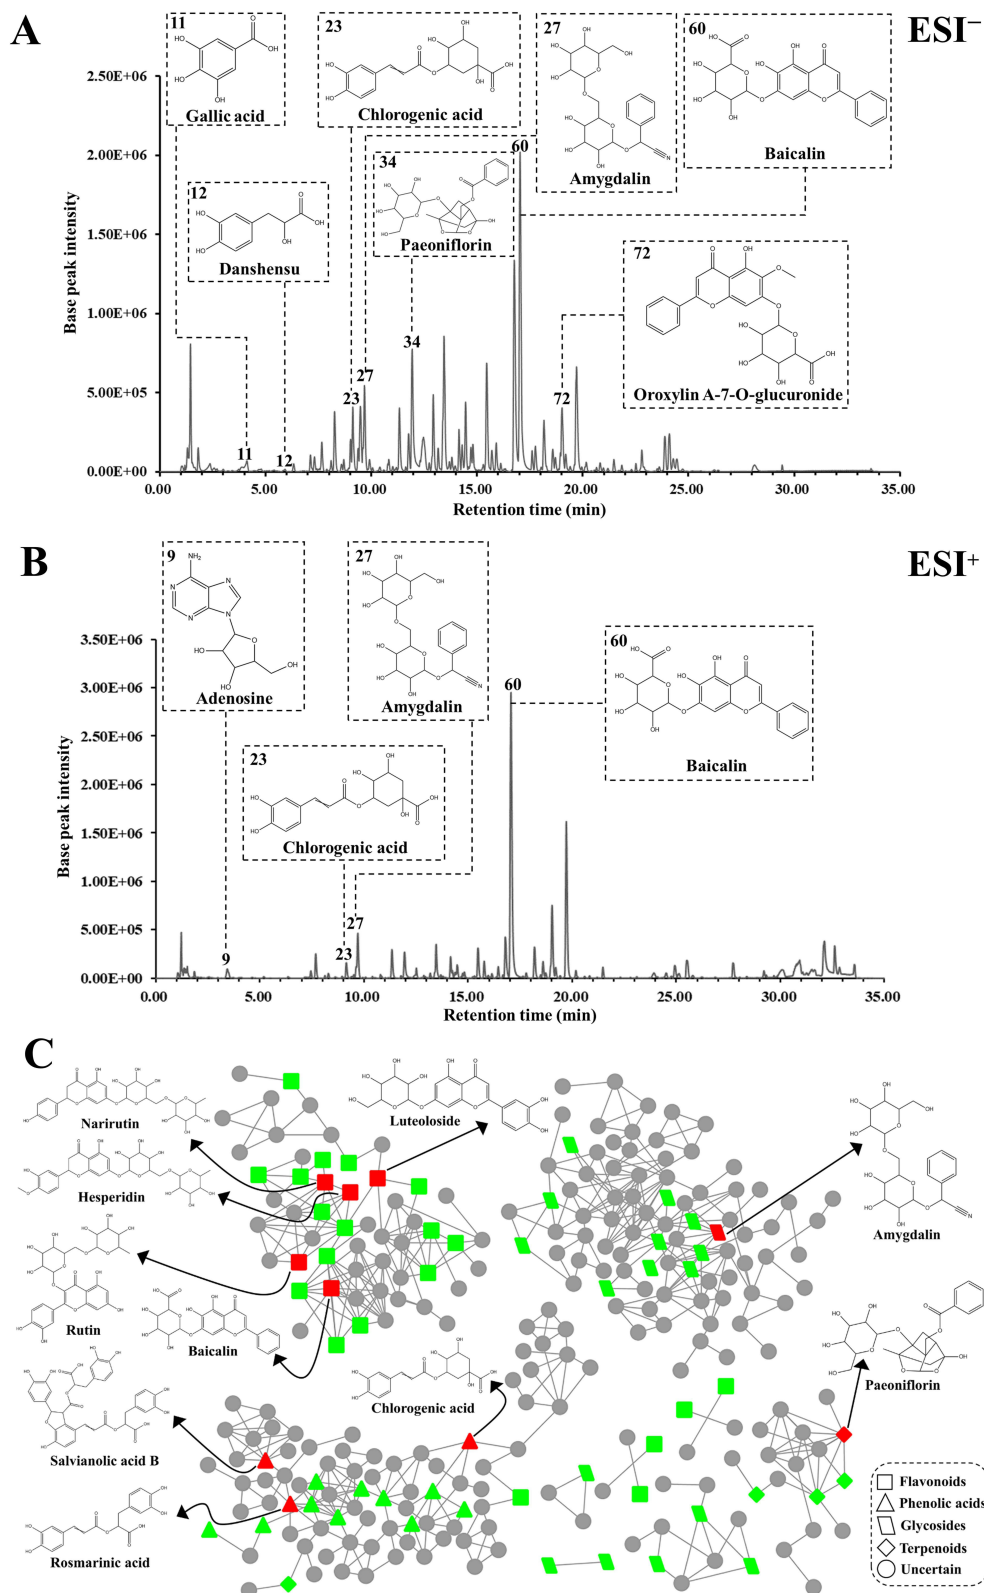 A
ESI⁻
11
Gallic acid
23
Chlorogenic acid
27
Amygdalin
60
Baicalin
12
Danshensu
34
Paeoniflorin
72
Oroxylin A-7-O-glucuronide
Base peak intensity
2.50E+06
2.00E+06
1.50E+06
1.00E+06
5.00E+05
0.00E+00
60
34
27
23
72
11
12
0.00 5.00 10.00 15.00 20.00 25.00 30.00 35.00
Retention time (min)
B
ESI⁺
9
Adenosine
27
Amygdalin
23
Chlorogenic acid
60
Baicalin
Base peak intensity
3.50E+06
3.00E+06
2.50E+06
2.00E+06
1.50E+06
1.00E+06
5.00E+05
0.00E+00
60
27
23
9
0.00 5.00 10.00 15.00 20.00 25.00 30.00 35.00
Retention time (min)
C
Narirutin
Luteoloside
Hesperidin
Amygdalin
Rutin
Baicalin
Paeoniflorin
Chlorogenic acid
Salvianolic acid B
Rosmarinic acid
Flavonoids
Phenolic acids
Glycosides
Terpenoids
Uncertain